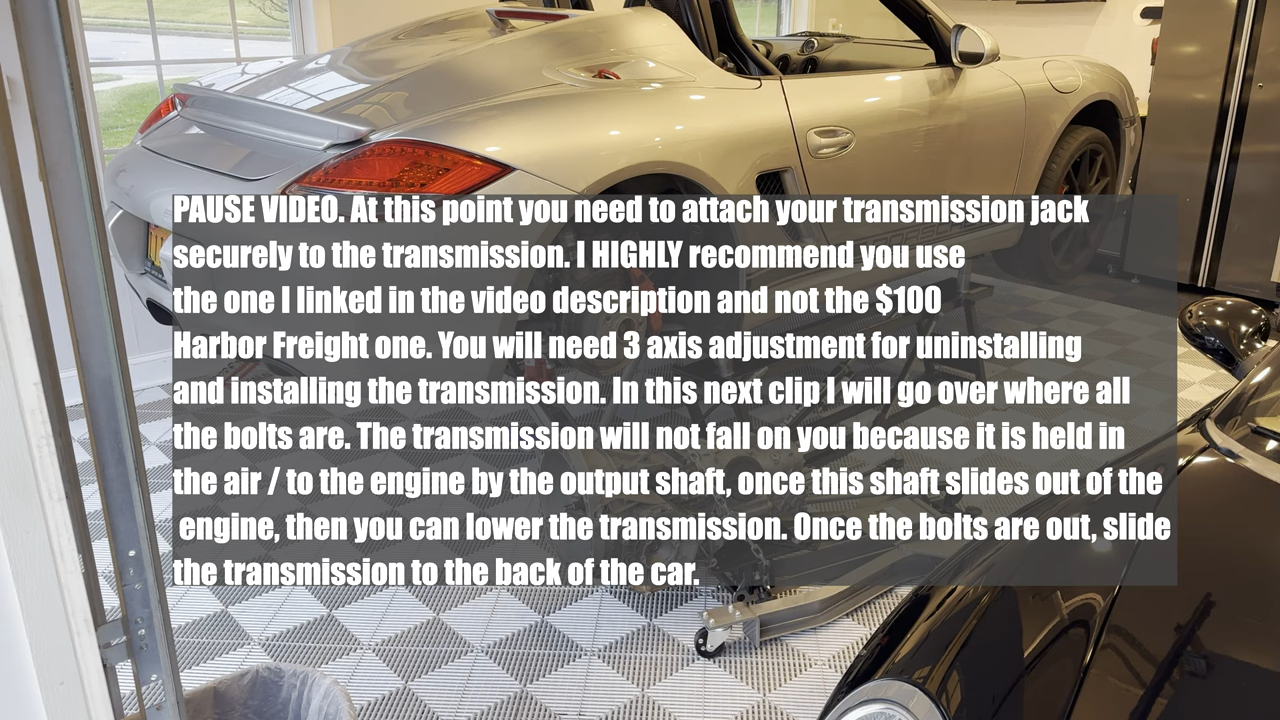 PAUSE VIDEO. At this point you need to attach your transmission jack
securely to the transmission. I HIGHLY recommend you use
the one I linked in the video description and not the $100
Harbor Freight one. You will need 3 axis adjustment for uninstalling
and installing the transmission. In this next clip I will go over where all
the bolts are. The transmission will not fall on you because it is held in
the air / to the engine by the output shaft, once this shaft slides out of the
engine, then you can lower the transmission. Once the bolts are out, slide
the transmission to the back of the car.